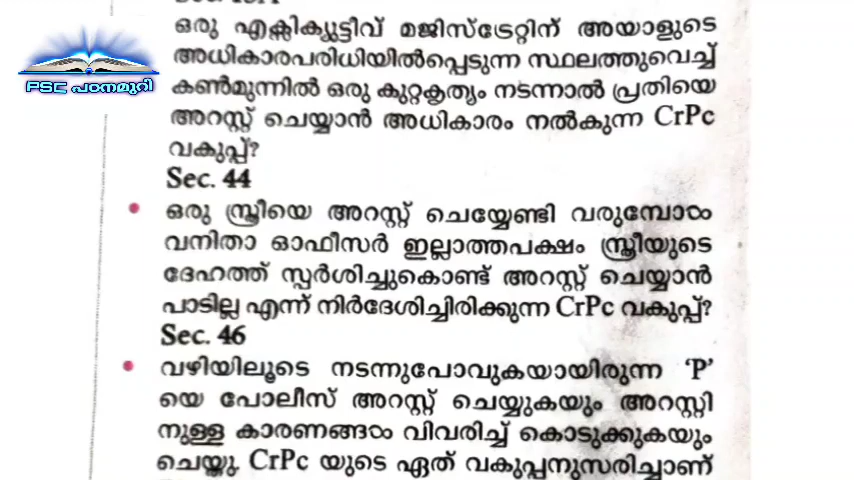 ഒരു എക്സിക്യുട്ടിവ് മജിസ്ട്രേറ്റിന് അയാളുടെ
അധികാരപരിധിയിൽപ്പെടുന്ന സ്ഥലത്തുവെച്ച്
കൺമുന്നിൽ ഒരു കുറ്റകൃത്യം നടന്നാൽ പ്രതിയെ
അറസ്റ്റ് ചെയ്യാൻ അധികാരം നൽകുന്ന CrPc
വകുപ്പ്?
Sec. 44
PSC പഠനമുറി
• ഒരു സ്ത്രീയെ അറസ്റ്റ് ചെയ്യേണ്ടി വരുമ്പോൾ
വനിതാ ഓഫീസർ ഇല്ലാത്തപക്ഷം സ്ത്രീയുടെ
ദേഹത്ത് സ്പർശിച്ചുകൊണ്ട് അറസ്റ്റ് ചെയ്യാൻ
പാടില്ല എന്ന് നിർദേശിച്ചിരിക്കുന്ന CrPc വകുപ്പ്?
Sec. 46
• വഴിയിലൂടെ നടന്നുപോവുകയായിരുന്ന ‘P’
യെ പോലീസ് അറസ്റ്റ് ചെയ്യുകയും അറസ്റ്റി
നുള്ള കാരണങ്ങൾ വിവരിച്ച് കൊടുക്കുകയും
ചെയ്തു. CrPc യുടെ ഏത് വകുപ്പനുസരിച്ചാണ്